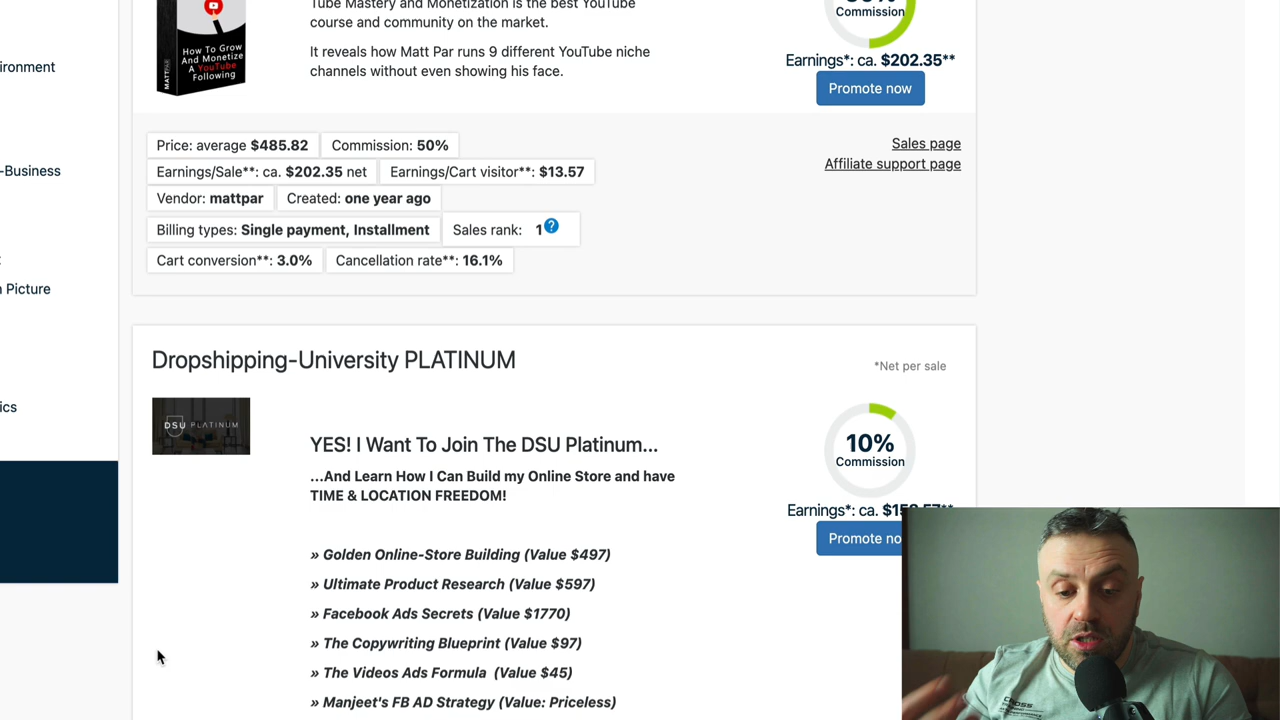 Tube Mastery and Monetization is the best YouTube
course and community on the market.
It reveals how Matt Par runs 9 different YouTube niche
channels without even showing his face.
How To Grow
And Monetize
A YouTube
Following
MATT PAR
Commission
Earnings*: ca. $202.35**
Promote now
ironment
-Business
n Picture
ics
Price: average $485.82
Commission: 50%
Earnings/Sale**: ca. $202.35 net
Earnings/Cart visitor**: $13.57
Vendor: mattpar
Created: one year ago
Billing types: Single payment, Installment
Sales rank: 1 ?
Cart conversion**: 3.0%
Cancellation rate**: 16.1%
Sales page
Affiliate support page
Dropshipping-University PLATINUM
*Net per sale
DSU PLATINUM
YES! I Want To Join The DSU Platinum...
...And Learn How I Can Build my Online Store and have
TIME & LOCATION FREEDOM!
10%
Commission
Earnings*: ca.
Promote no
» Golden Online-Store Building (Value $497)
» Ultimate Product Research (Value $597)
» Facebook Ads Secrets (Value $1770)
» The Copywriting Blueprint (Value $97)
» The Videos Ads Formula (Value $45)
» Manjeet's FB AD Strategy (Value: Priceless)
CROSS